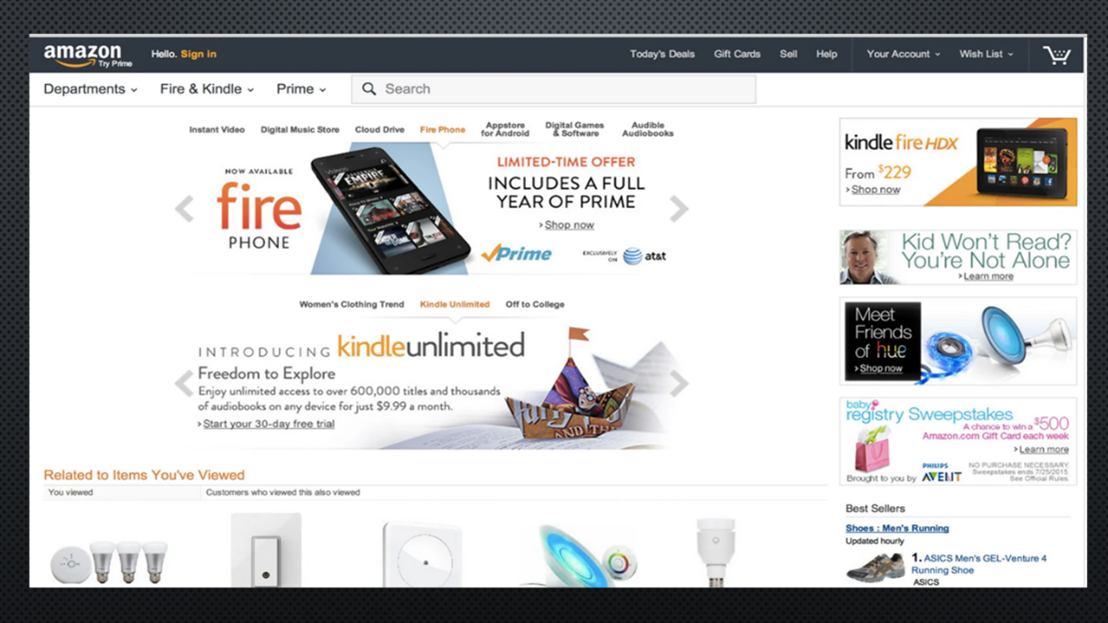 amazon
Try Prime
Hello. Sign in
Today's Deals Gift Cards Sell Help Your Account Wish List
Departments Fire & Kindle Prime Search
Instant Video Digital Music Store Cloud Drive Fire Phone Appstore for Android Digital Games & Software Audible Audiobooks
NOW AVAILABLE
fire
PHONE
LIMITED-TIME OFFER
INCLUDES A FULL
YEAR OF PRIME
› Shop now
Prime
EXCLUSIVELY ON
at&t
Women's Clothing Trend Kindle Unlimited Off to College
INTRODUCING kindleunlimited
Freedom to Explore
Enjoy unlimited access to over 600,000 titles and thousands
of audiobooks on any device for just $9.99 a month.
› Start your 30-day free trial
AND THE
Related to Items You've Viewed
You viewed Customers who viewed this also viewed
kindle fire HDX
From $229
› Shop now
Kid Won't Read?
You're Not Alone
› Learn more
Meet
Friends
of hue
› Shop now
baby
registry Sweepstakes
A chance to win a $500
Amazon.com Gift Card each week
› Learn more
Brought to you by PHILIPS AVENT
NO PURCHASE NECESSARY.
Sweepstakes ends 7/25/2015
See Official Rules.
Best Sellers
Shoes : Men's Running
Updated hourly
1. ASICS Men's GEL-Venture 4
Running Shoe
ASICS